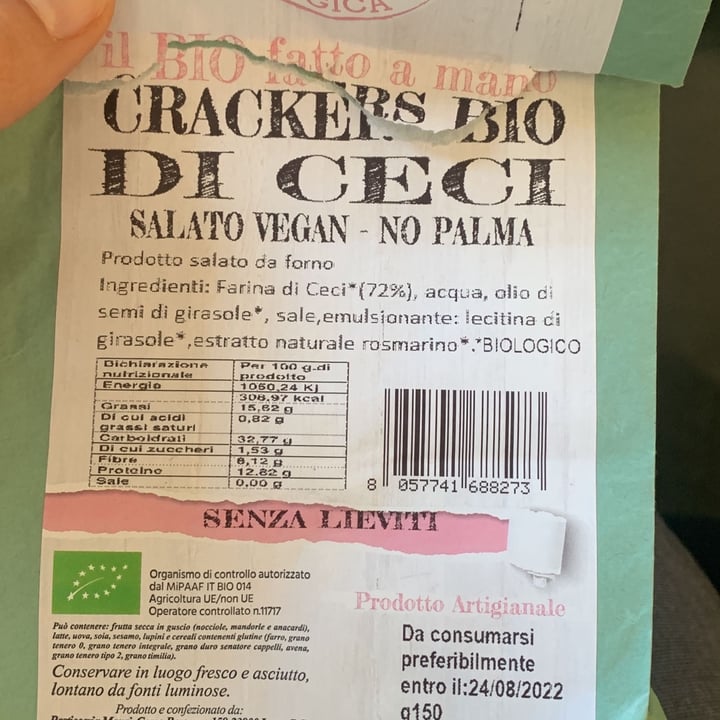 GICA
il BIO fatto a mano
CRACKERS BIO
DI CECI
SALATO VEGAN - NO PALMA
Prodotto salato da forno
Ingredienti: Farina di Ceci*(72%), acqua, olio di
semi di girasole*, sale,emulsionante: lecitina di
girasole*,estratto naturale rosmarino*.*BIOLOGICO
Dichiarazione nutrizionale Per 100 g.di prodotto
Energia 1050,24 Kj
308,97 kcal
Grassi 15,62 g
Di cui acidi grassi saturi 0,82 g
Carboidrati 32,77 g
Di cui zuccheri 1,53 g
Fibre 8,12 g
Proteine 12,82 g
Sale 0,00 g
8 057741 688273
SENZA LIEVITI
Organismo di controllo autorizzato
dal MiPAAF IT BIO 014
Agricoltura UE/non UE
Operatore controllato n.11717
Prodotto Artigianale
Può contenere: frutta secca in guscio (nocciole, mandorle e anacardi),
latte, uova, soia, sesamo, lupini e cereali contenenti glutine (farro, grano
tenero 0, grano tenero integrale, grano duro senatore cappelli, avena,
grano tenero tipo 2, grano timilia).
Da consumarsi
preferibilmente
entro il:24/08/2022
g150
Conservare in luogo fresco e asciutto,
lontano da fonti luminose.
Prodotto e confezionato da: